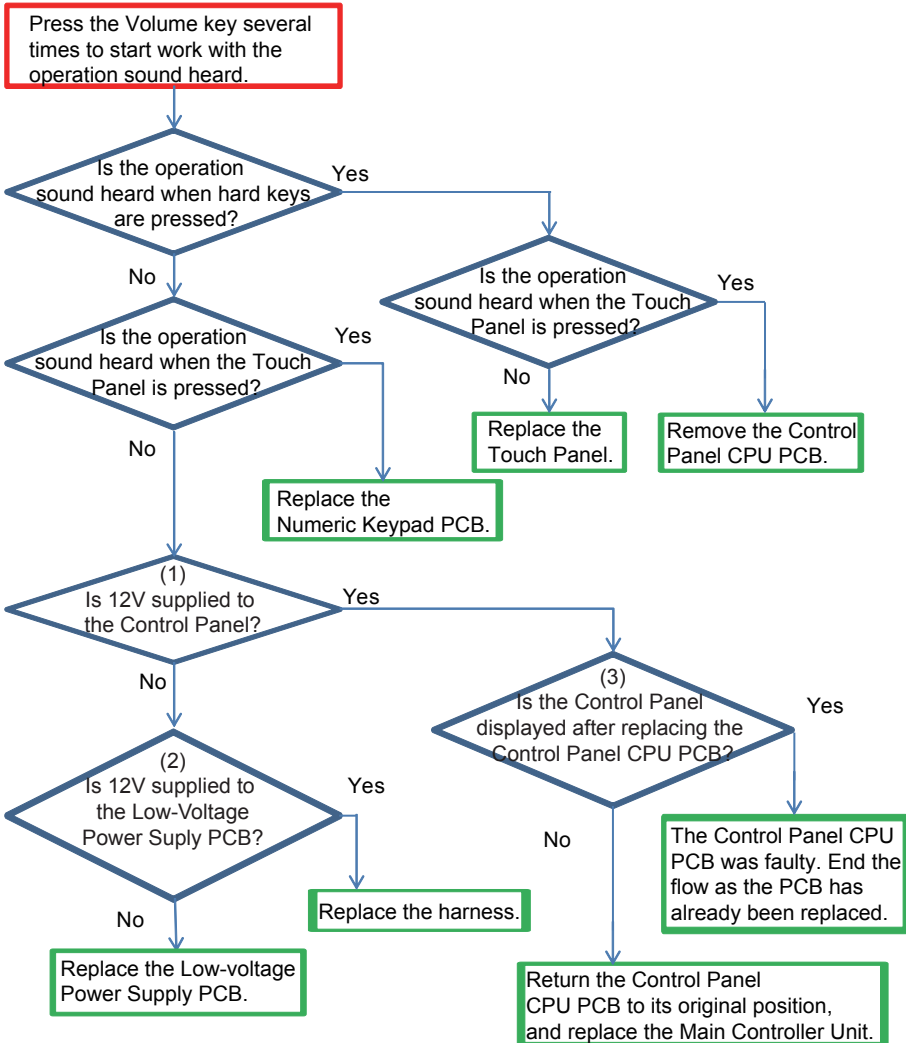 Press the Volume key several
times to start work with the
operation sound heard.
Is the operation
sound heard when hard keys
are pressed?
Yes
No
Is the operation
sound heard when the Touch
Panel is pressed?
Yes
No
Replace the
Touch Panel.
Remove the Control
Panel CPU PCB.
Is the operation
sound heard when the Touch
Panel is pressed?
Yes
No
Replace the
Numeric Keypad PCB.
(1)
Is 12V supplied to
the Control Panel?
Yes
No
(3)
Is the Control Panel
displayed after replacing the
Control Panel CPU PCB?
Yes
No
(2)
Is 12V supplied to
the Low-Voltage
Power Suply PCB?
Yes
No
Replace the harness.
The Control Panel CPU
PCB was faulty. End the
flow as the PCB has
already been replaced.
Replace the Low-voltage
Power Supply PCB.
Return the Control Panel
CPU PCB to its original position,
and replace the Main Controller Unit.